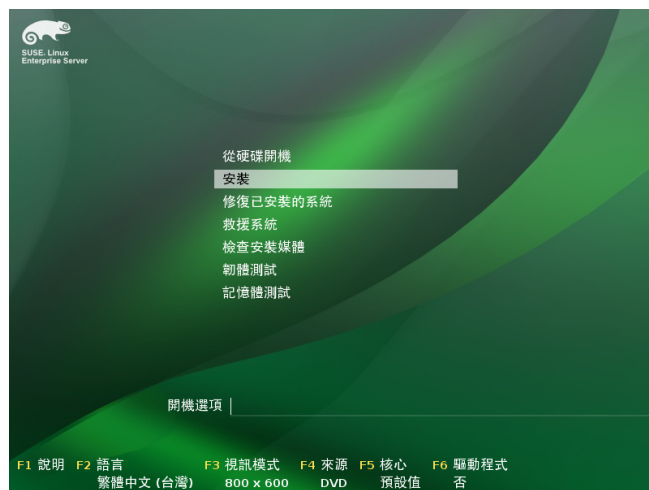 SUSE. Linux
Enterprise Server
從硬碟開機
安裝
修復已安裝的系統
救援系統
檢查安裝媒體
韌體測試
記憶體測試
開機選項
F1 說明 F2 語言 F3 視訊模式 F4 來源 F5 核心 F6 驅動程式
繁體中文 (台灣) 800 x 600 DVD 預設值 否